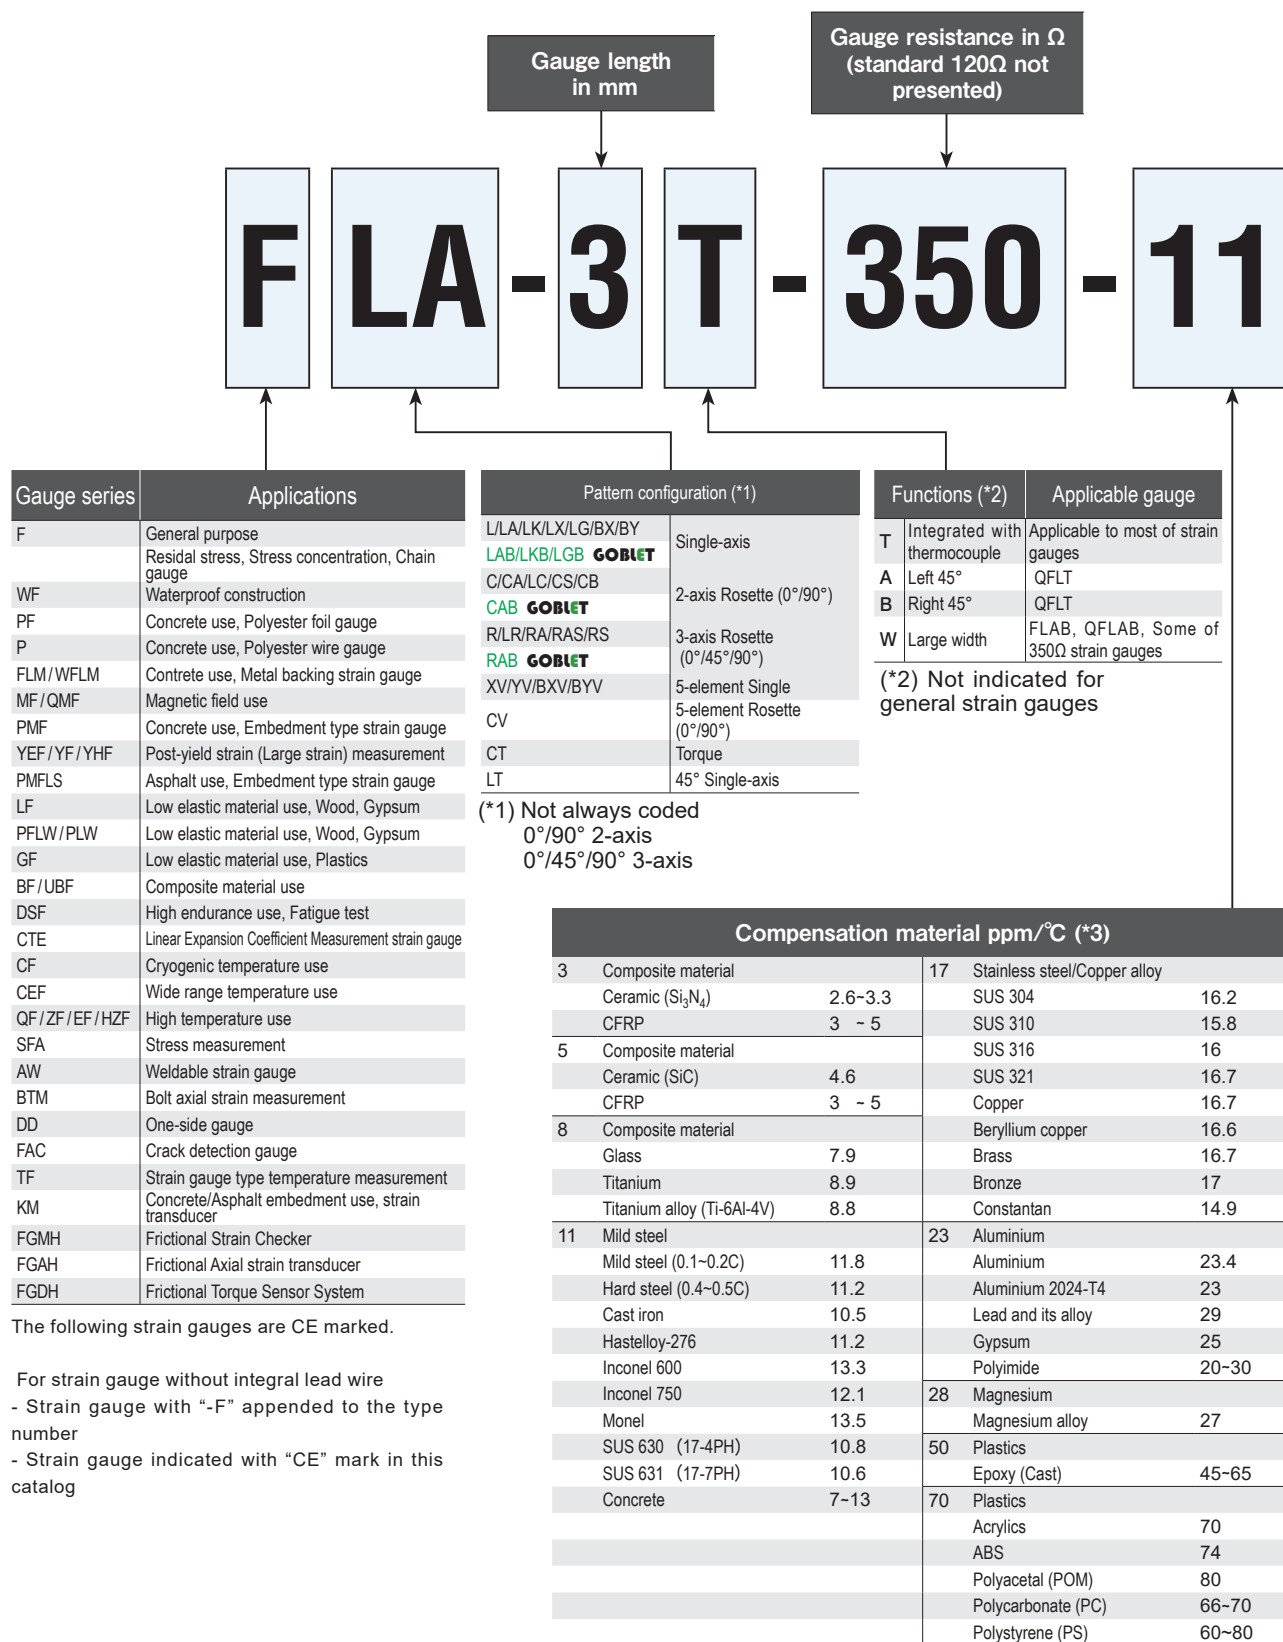 Gauge length
in mm
Gauge resistance in Ω
(standard 120Ω not
presented)
F LA - 3 T - 350 - 11
Gauge series Applications
F General purpose
Residal stress, Stress concentration, Chain
gauge
WF Waterproof construction
PF Concrete use, Polyester foil gauge
P Concrete use, Polyester wire gauge
FLM / WFLM Contrete use, Metal backing strain gauge
MF / QMF Magnetic field use
PMF Concrete use, Embedment type strain gauge
YEF / YF / YHF Post-yield strain (Large strain) measurement
PMFLS Asphalt use, Embedment type strain gauge
LF Low elastic material use, Wood, Gypsum
PFLW / PLW Low elastic material use, Wood, Gypsum
GF Low elastic material use, Plastics
BF / UBF Composite material use
DSF High endurance use, Fatigue test
CTE Linear Expansion Coefficient Measurement strain gauge
CF Cryogenic temperature use
CEF Wide range temperature use
QF / ZF / EF / HZF High temperature use
SFA Stress measurement
AW Weldable strain gauge
BTM Bolt axial strain measurement
DD One-side gauge
FAC Crack detection gauge
TF Strain gauge type temperature measurement
KM Concrete/Asphalt embedment use, strain
transducer
FGMH Frictional Strain Checker
FGAH Frictional Axial strain transducer
FGDH Frictional Torque Sensor System
The following strain gauges are CE marked.
For strain gauge without integral lead wire
- Strain gauge with “-F” appended to the type
number
- Strain gauge indicated with “CE” mark in this
catalog
Pattern configuration (*1)
L/LA/LK/LX/LG/BX/BY Single-axis
LAB/LKB/LGB GOBLET
C/CA/LC/CS/CB 2-axis Rosette (0°/90°)
CAB GOBLET
R/LR/RA/RAS/RS 3-axis Rosette
(0°/45°/90°)
RAB GOBLET
XV/YV/BXV/BYV 5-element Single
CV 5-element Rosette
(0°/90°)
CT Torque
LT 45° Single-axis
(*1) Not always coded
0°/90° 2-axis
0°/45°/90° 3-axis
Functions (*2) Applicable gauge
T Integrated with Applicable to most of strain
thermocouple gauges
A Left 45° QFLT
B Right 45° QFLT
W Large width FLAB, QFLAB, Some of
350Ω strain gauges
(*2) Not indicated for
general strain gauges
Compensation material ppm/℃ (*3)
3 Composite material
Ceramic (Si₃N₄) 2.6~3.3
CFRP 3 ~ 5
5 Composite material
Ceramic (SiC) 4.6
CFRP 3 ~ 5
8 Composite material
Glass 7.9
Titanium 8.9
Titanium alloy (Ti-6Al-4V) 8.8
11 Mild steel
Mild steel (0.1~0.2C) 11.8
Hard steel (0.4~0.5C) 11.2
Cast iron 10.5
Hastelloy-276 11.2
Inconel 600 13.3
Inconel 750 12.1
Monel 13.5
SUS 630 (17-4PH) 10.8
SUS 631 (17-7PH) 10.6
Concrete 7~13
17 Stainless steel/Copper alloy
SUS 304 16.2
SUS 310 15.8
SUS 316 16
SUS 321 16.7
Copper 16.7
Beryllium copper 16.6
Brass 16.7
Bronze 17
Constantan 14.9
23 Aluminium
Aluminium 23.4
Aluminium 2024-T4 23
Lead and its alloy 29
Gypsum 25
Polyimide 20~30
28 Magnesium
Magnesium alloy 27
50 Plastics
Epoxy (Cast) 45~65
70 Plastics
Acrylics 70
ABS 74
Polyacetal (POM) 80
Polycarbonate (PC) 66~70
Polystyrene (PS) 60~80